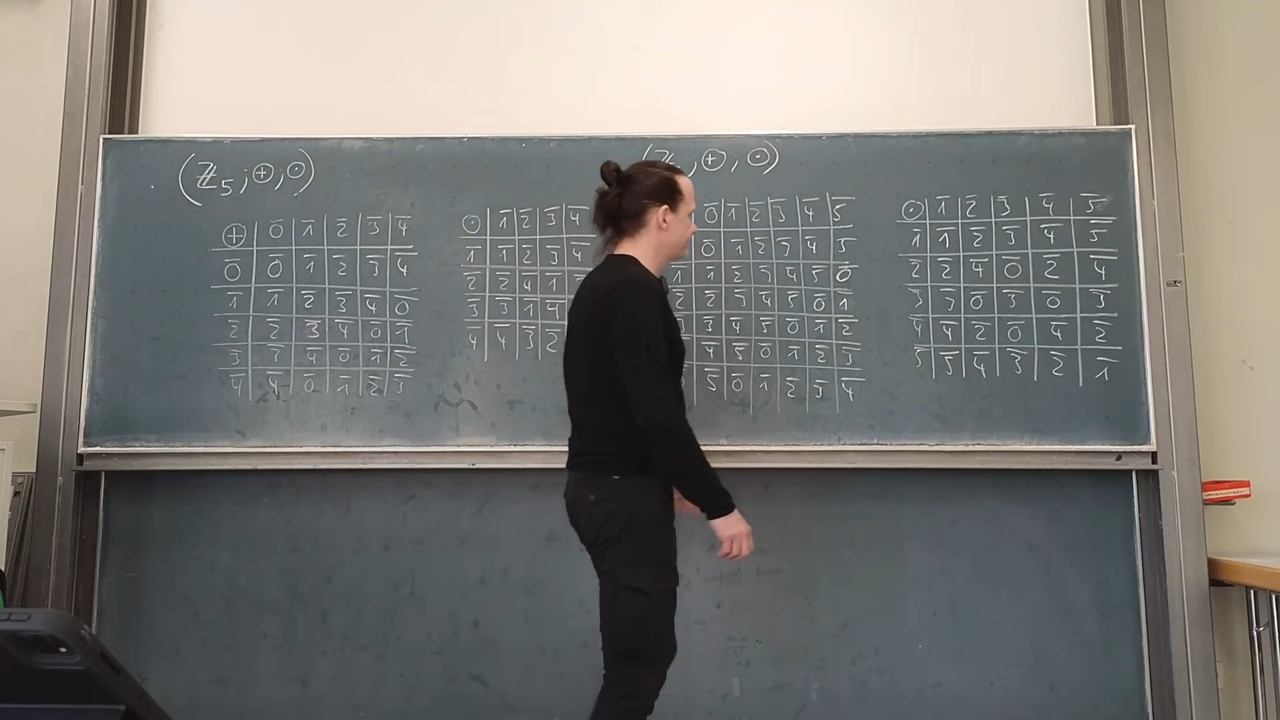 (ℤ₅,⊕,⊙)
⊕ 0̅ 1̅ 2̅ 3̅ 4̅
0̅ 0̅ 1̅ 2̅ 3̅ 4̅
1̅ 1̅ 2̅ 3̅ 4̅ 0̅
2̅ 2̅ 3̅ 4̅ 0̅ 1̅
3̅ 3̅ 4̅ 0̅ 1̅ 2̅
4̅ 4̅ 0̅ 1̅ 2̅ 3̅
⊙ 1̅ 2̅ 3̅ 4̅
1̅ 1̅ 2̅ 3̅ 4̅
2̅ 2̅ 4̅ 1̅
3̅ 3̅ 1̅ 4̅
4̅ 4̅ 3̅ 2̅
,⊕,⊙)
0̅ 1̅ 2̅ 3̅ 4̅ 5̅
0̅ 1̅ 2̅ 3̅ 4̅ 5̅
1̅ 1̅ 2̅ 3̅ 4̅ 5̅ 0̅
2̅ 2̅ 3̅ 4̅ 5̅ 0̅ 1̅
3̅ 4̅ 5̅ 0̅ 1̅ 2̅
4̅ 5̅ 0̅ 1̅ 2̅ 3̅
5̅ 0̅ 1̅ 2̅ 3̅ 4̅
⊙ 1̅ 2̅ 3̅ 4̅ 5̅
1̅ 1̅ 2̅ 3̅ 4̅ 5̅
2̅ 2̅ 4̅ 0̅ 2̅ 4̅
3̅ 3̅ 0̅ 3̅ 0̅ 3̅
4̅ 4̅ 2̅ 0̅ 4̅ 2̅
5̅ 5̅ 4̅ 3̅ 2̅ 1̅